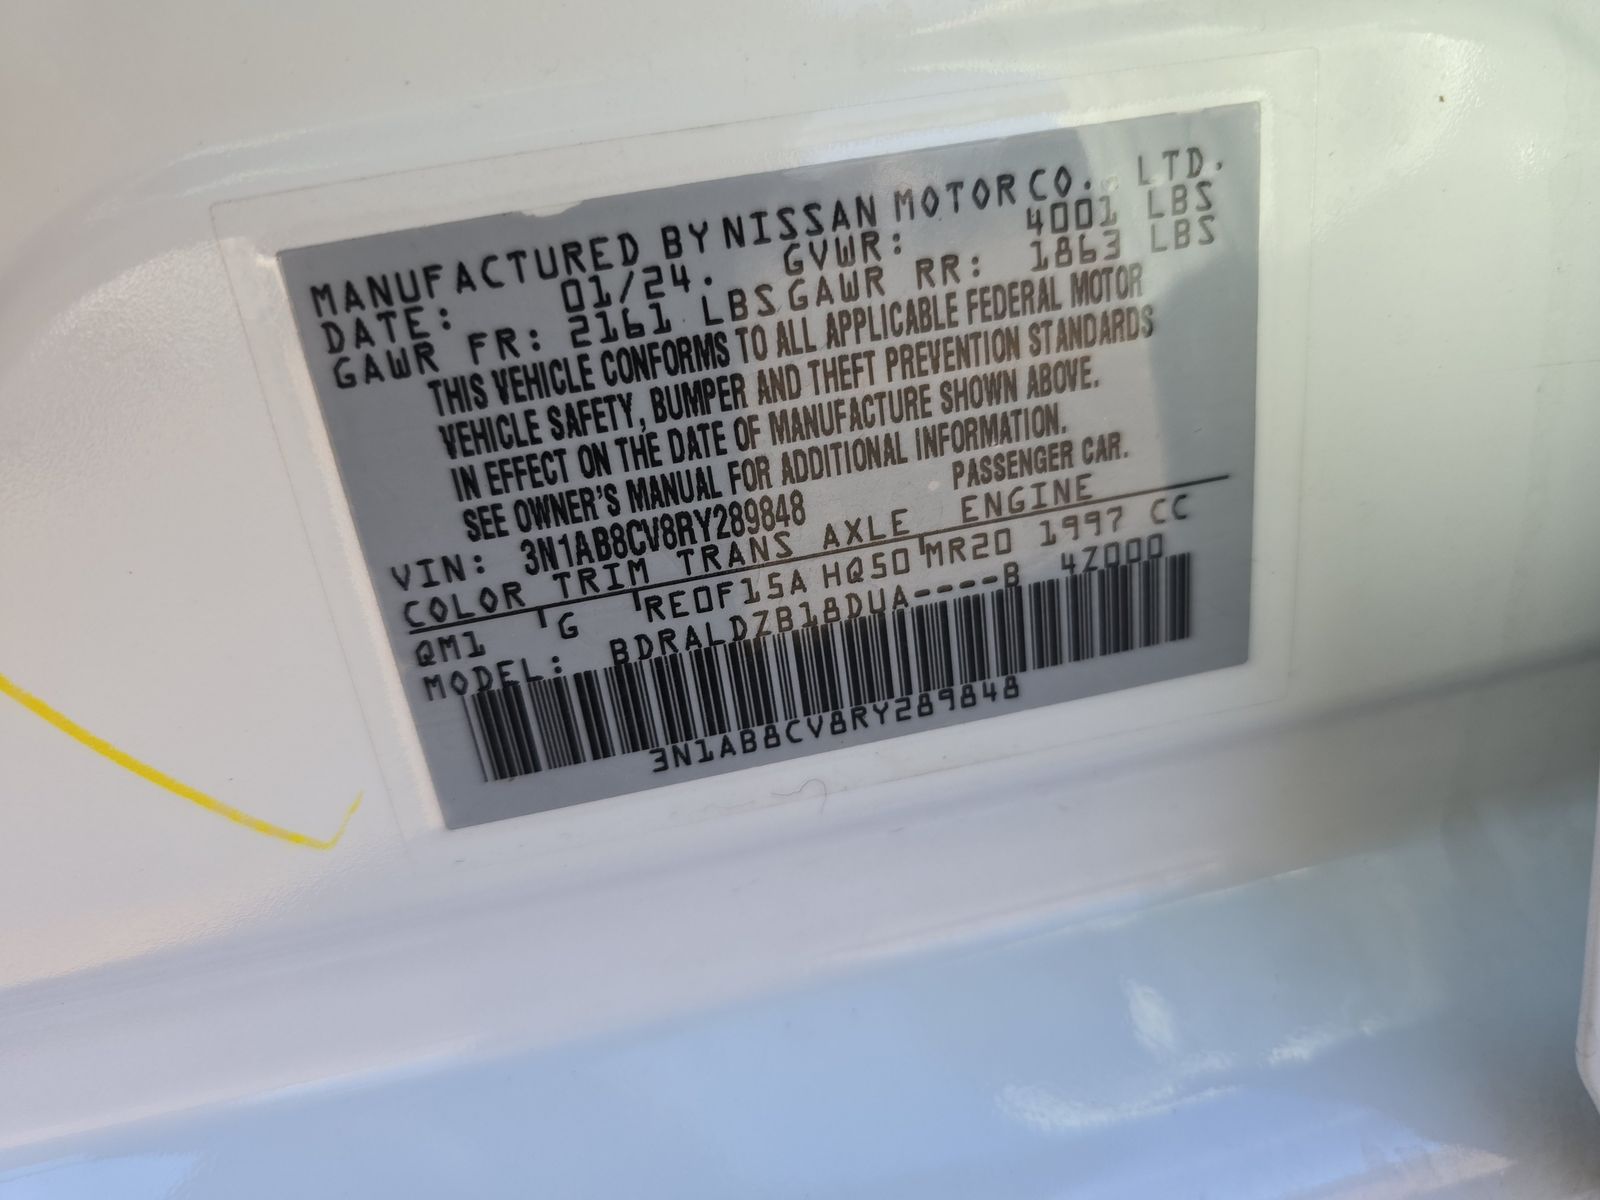 MANUFACTURED BY NISSAN MOTOR CO., LTD.
DATE: 01/24. GVWR: 4001 LBS
GAWR FR: 2161 LBS GAWR RR: 1863 LBS
THIS VEHICLE CONFORMS TO ALL APPLICABLE FEDERAL MOTOR
VEHICLE SAFETY, BUMPER AND THEFT PREVENTION STANDARDS
IN EFFECT ON THE DATE OF MANUFACTURE SHOWN ABOVE.
SEE OWNER'S MANUAL FOR ADDITIONAL INFORMATION.
VIN: 3N1AB8CV8RY289848 PASSENGER CAR.
COLOR TRIM TRANS AXLE ENGINE
QM1 G RE0F15A HQ50 MR20 1997 CC
MODEL: BDRALDZB18DUA----B 4Z000
3N1AB8CV8RY289848